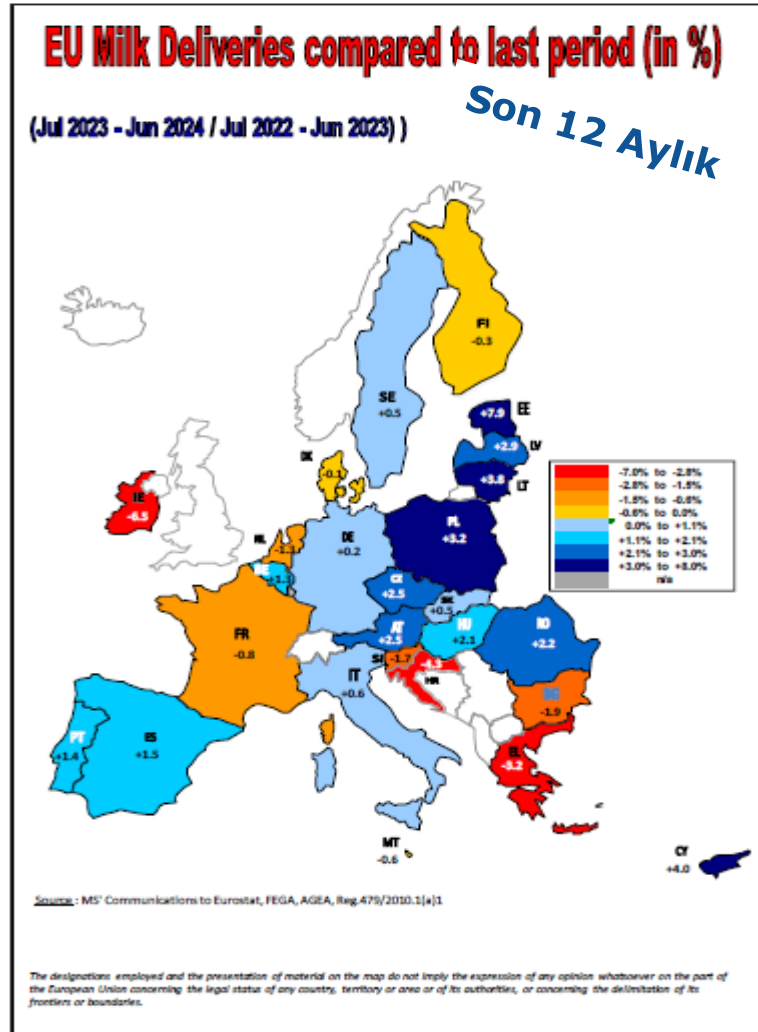 EU Milk Deliveries compared to last period (in %)
Son 12 Aylık
(Jul 2023 - Jun 2024 / Jul 2022 - Jun 2023) )
FI
-0.3
SE
+0.5
+7.9 EE
+2.9 LV
+3.8 LT
DK
-0.1
IE
-6.5
NL
-1.1
BE
+1.3
DE
+0.2
PL
+3.2
CZ
+2.5
SK
+0.5
AT
+2.5
HU
+2.1
RO
+2.2
FR
-0.8
SI -1.7
HR
IT
+0.6
BG
-1.9
PT
+1.4
ES
+1.5
EL
-3.2
MT
-0.6
CY
+4.0
-7.0% to -2.8%
-2.8% to -1.5%
-1.5% to -0.6%
-0.6% to 0.0%
0.0% to +1.1%
+1.1% to +2.1%
+2.1% to +3.0%
+3.0% to +8.0%
n/a
Source : MS' Communications to Eurostat, FEGA, AGEA, Reg.479/2010.1(a)1
The designations employed and the presentation of material on the map do not imply the expression of any opinion whatsoever on the part of
the European Union concerning the legal status of any country, territory or area or of its authorities, or concerning the delimitation of its
frontiers or boundaries.